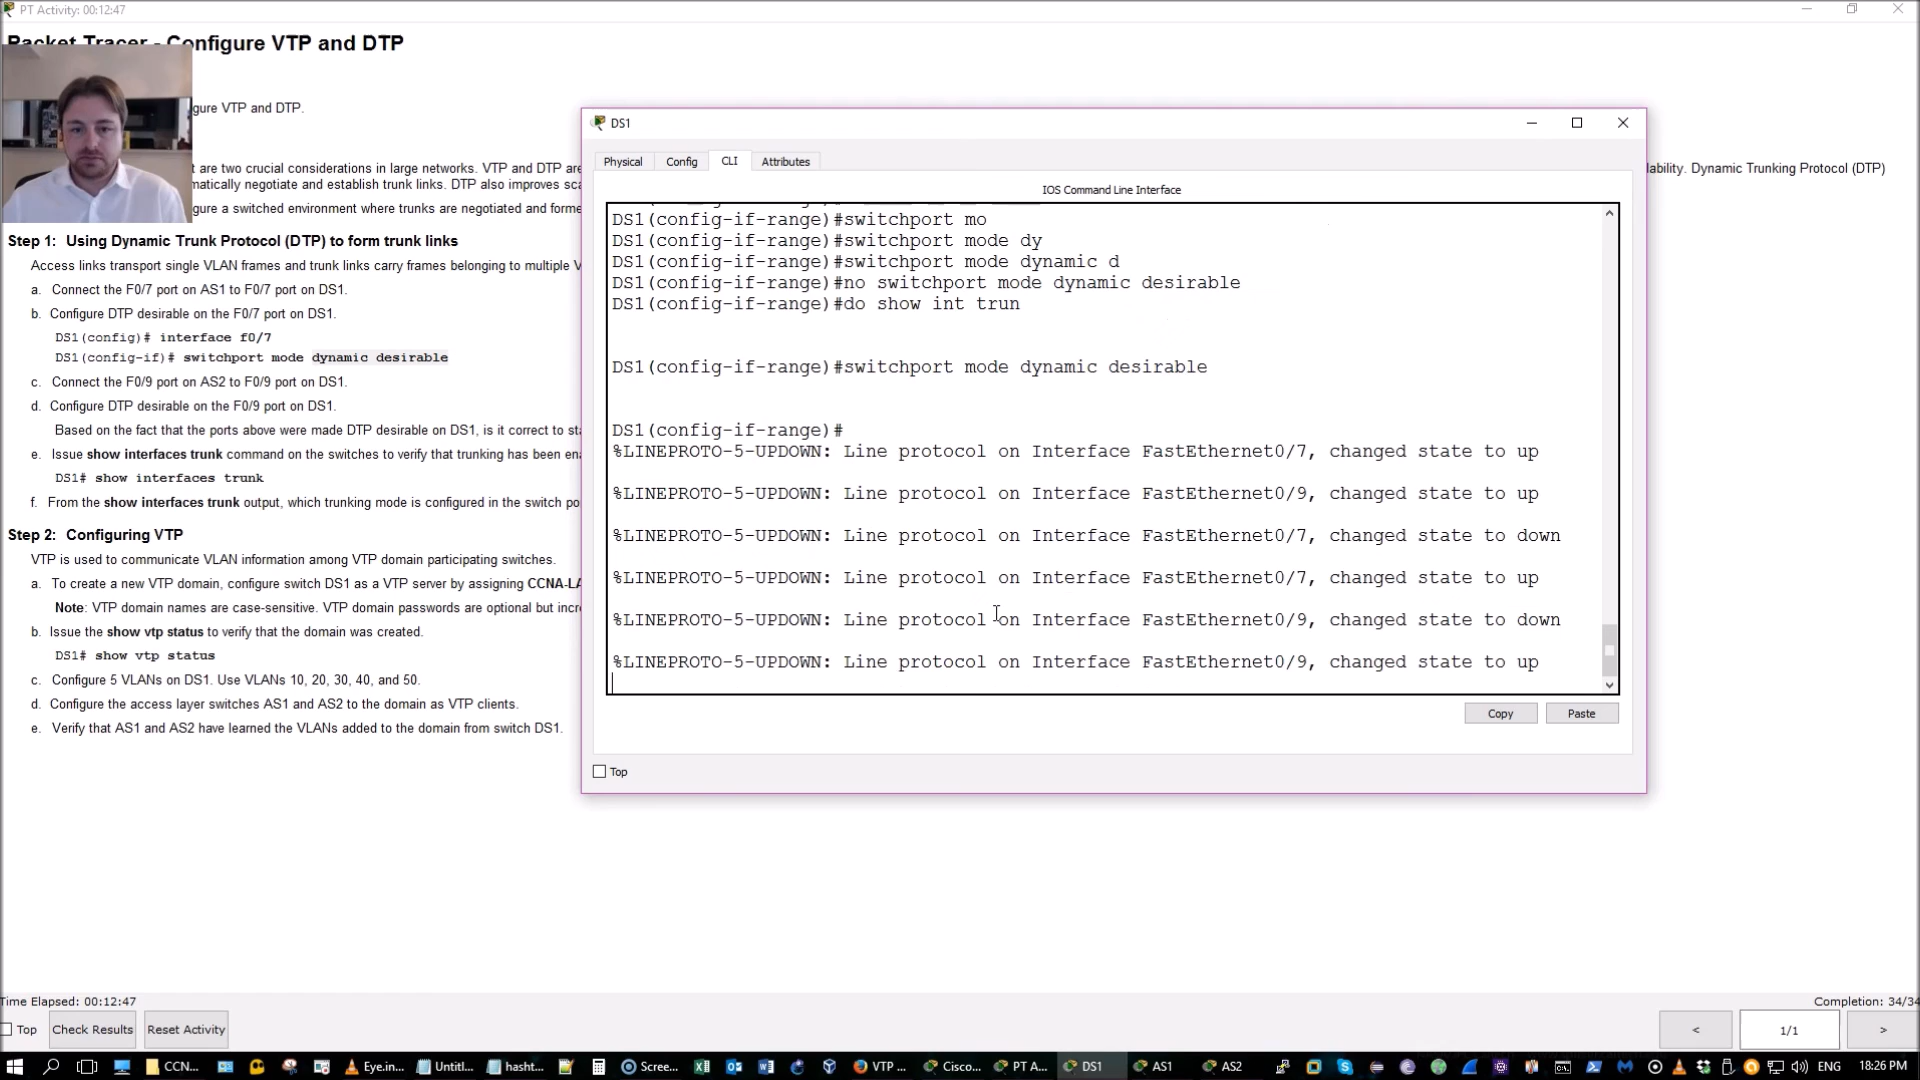 PT Activity: 00:12:47
Packet Tracer - Configure VTP and DTP
gure VTP and DTP.
are two crucial considerations in large networks. VTP and DTP are
ability. Dynamic Trunking Protocol (DTP)
matically negotiate and establish trunk links. DTP also improves sca
gure a switched environment where trunks are negotiated and forme
Step 1: Using Dynamic Trunk Protocol (DTP) to form trunk links
Access links transport single VLAN frames and trunk links carry frames belonging to multiple V
a. Connect the F0/7 port on AS1 to F0/7 port on DS1.
b. Configure DTP desirable on the F0/7 port on DS1.
DS1(config)# interface f0/7
DS1(config-if)# switchport mode dynamic desirable
c. Connect the F0/9 port on AS2 to F0/9 port on DS1.
d. Configure DTP desirable on the F0/9 port on DS1.
Based on the fact that the ports above were made DTP desirable on DS1, is it correct to sta
e. Issue show interfaces trunk command on the switches to verify that trunking has been en
DS1# show interfaces trunk
f. From the show interfaces trunk output, which trunking mode is configured in the switch po
Step 2: Configuring VTP
VTP is used to communicate VLAN information among VTP domain participating switches.
a. To create a new VTP domain, configure switch DS1 as a VTP server by assigning CCNA-LA
Note: VTP domain names are case-sensitive. VTP domain passwords are optional but incre
b. Issue the show vtp status to verify that the domain was created.
DS1# show vtp status
c. Configure 5 VLANs on DS1. Use VLANs 10, 20, 30, 40, and 50.
d. Configure the access layer switches AS1 and AS2 to the domain as VTP clients.
e. Verify that AS1 and AS2 have learned the VLANs added to the domain from switch DS1.
DS1
Physical Config CLI Attributes
IOS Command Line Interface
DS1(config-if-range)#switchport mo
DS1(config-if-range)#switchport mode dy
DS1(config-if-range)#switchport mode dynamic d
DS1(config-if-range)#no switchport mode dynamic desirable
DS1(config-if-range)#do show int trun
DS1(config-if-range)#switchport mode dynamic desirable
DS1(config-if-range)#
%LINEPROTO-5-UPDOWN: Line protocol on Interface FastEthernet0/7, changed state to up
%LINEPROTO-5-UPDOWN: Line protocol on Interface FastEthernet0/9, changed state to up
%LINEPROTO-5-UPDOWN: Line protocol on Interface FastEthernet0/7, changed state to down
%LINEPROTO-5-UPDOWN: Line protocol on Interface FastEthernet0/7, changed state to up
%LINEPROTO-5-UPDOWN: Line protocol on Interface FastEthernet0/9, changed state to down
%LINEPROTO-5-UPDOWN: Line protocol on Interface FastEthernet0/9, changed state to up
Copy Paste
Top
Time Elapsed: 00:12:47
Completion: 34/34
Top Check Results Reset Activity
< 1/1 >
CCN... Eye.in... Untitl... hasht... Scree... VTP ... Cisco... PT A... DS1 AS1 AS2 ENG 18:26 PM